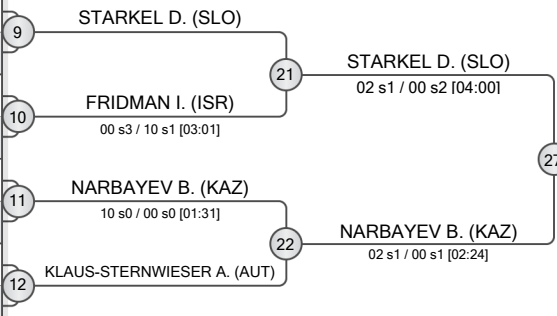 9
STARKEL D. (SLO)
21
STARKEL D. (SLO)
02 s1 / 00 s2 [04:00]
10
FRIDMAN I. (ISR)
00 s3 / 10 s1 [03:01]
27
11
NARBAYEV B. (KAZ)
10 s0 / 00 s0 [01:31]
22
NARBAYEV B. (KAZ)
02 s1 / 00 s1 [02:24]
12
KLAUS-STERNWIESER A. (AUT)